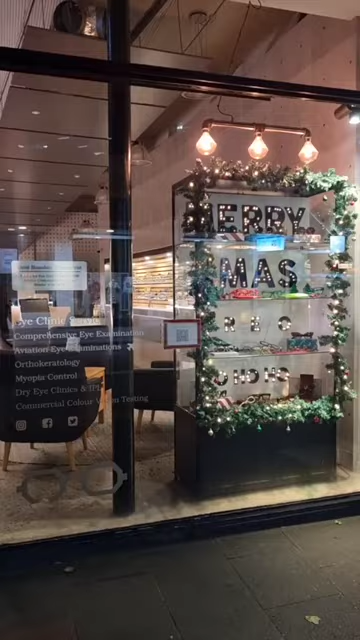 MERRY.
MAS.
Eye Clinic
Comprehensive Eye Examination
Aviation Eye Examinations
Orthokeratology
Myopia Control
Dry Eye Clinics & IPL
Commercial Colour Vision Testing